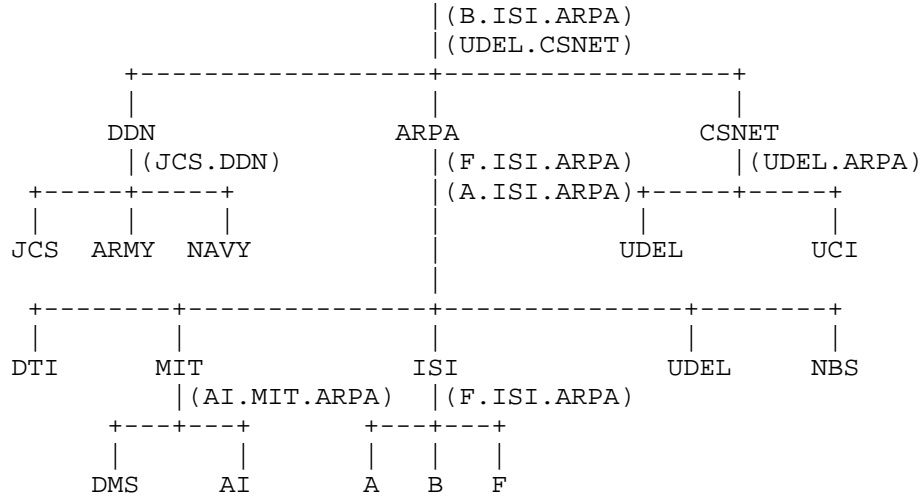 (B.ISI.ARPA)
(UDEL.CSNET)
DDN ARPA CSNET
(JCS.DDN) (F.ISI.ARPA) (UDEL.ARPA)
(A.ISI.ARPA)
JCS ARMY NAVY UDEL UCI
DTI MIT ISI UDEL NBS
(AI.MIT.ARPA) (F.ISI.ARPA)
DMS AI A B F